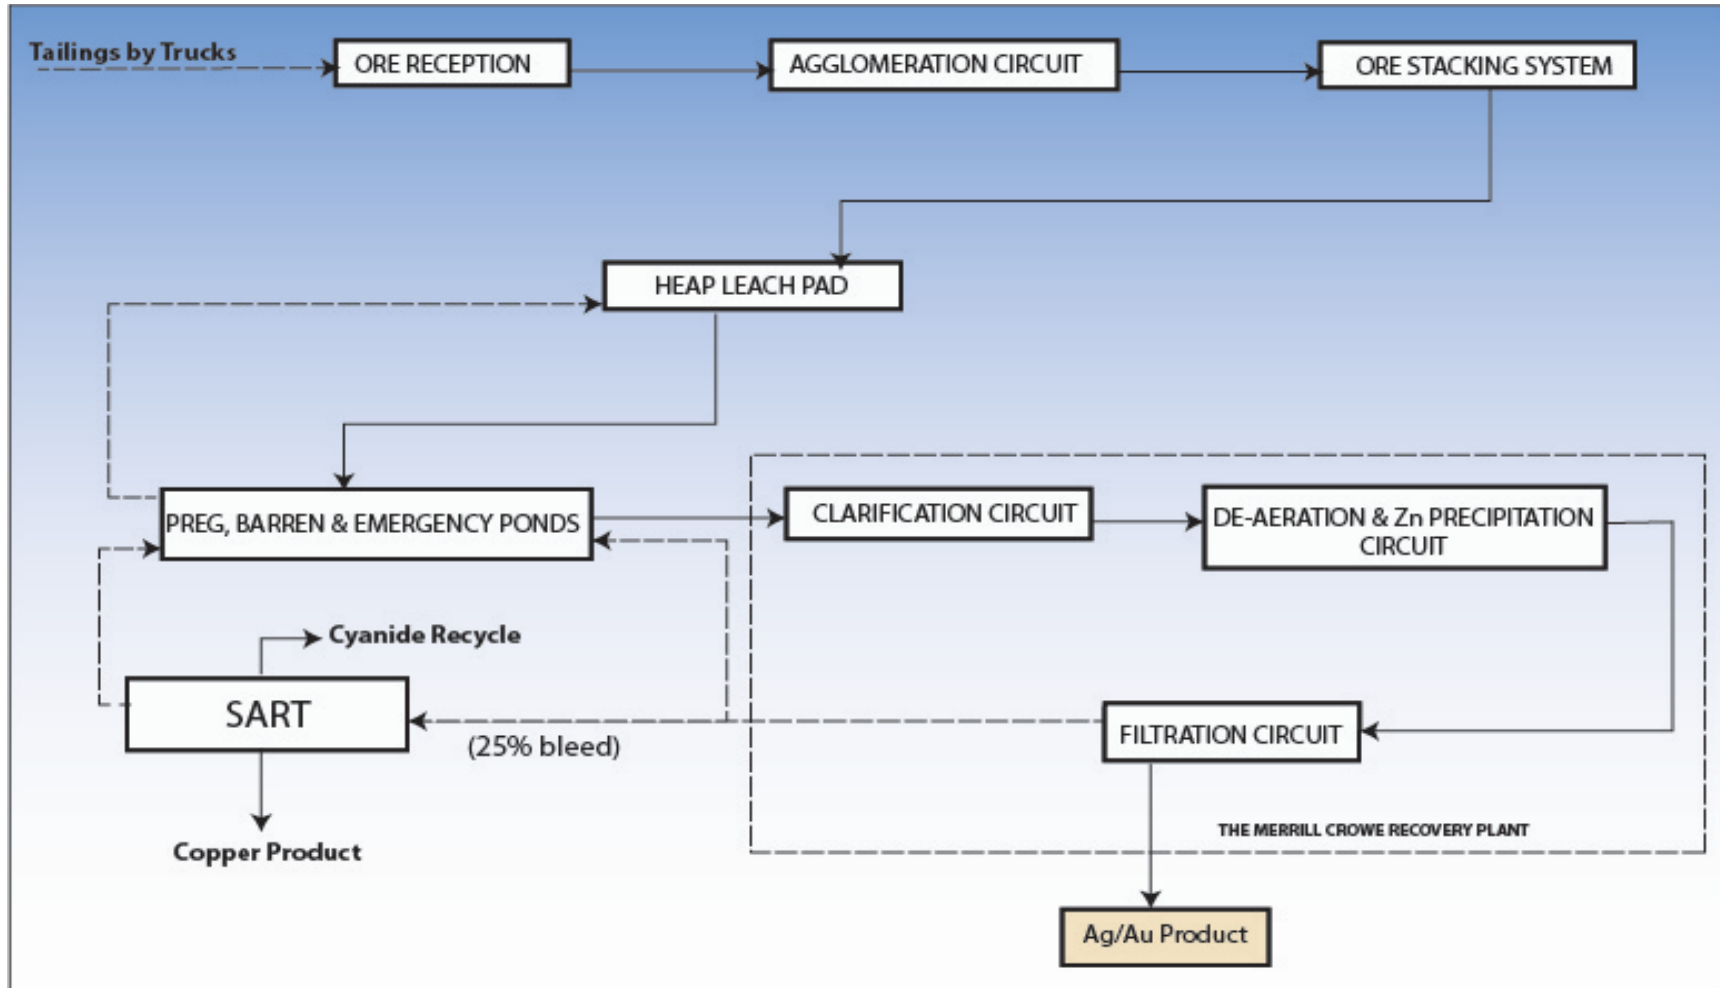 Tailings by Trucks
ORE RECEPTION
AGGLOMERATION CIRCUIT
ORE STACKING SYSTEM
HEAP LEACH PAD
PREG, BARREN & EMERGENCY PONDS
CLARIFICATION CIRCUIT
DE-AERATION & Zn PRECIPITATION
CIRCUIT
Cyanide Recycle
SART
(25% bleed)
FILTRATION CIRCUIT
THE MERRILL CROWE RECOVERY PLANT
Copper Product
Ag/Au Product